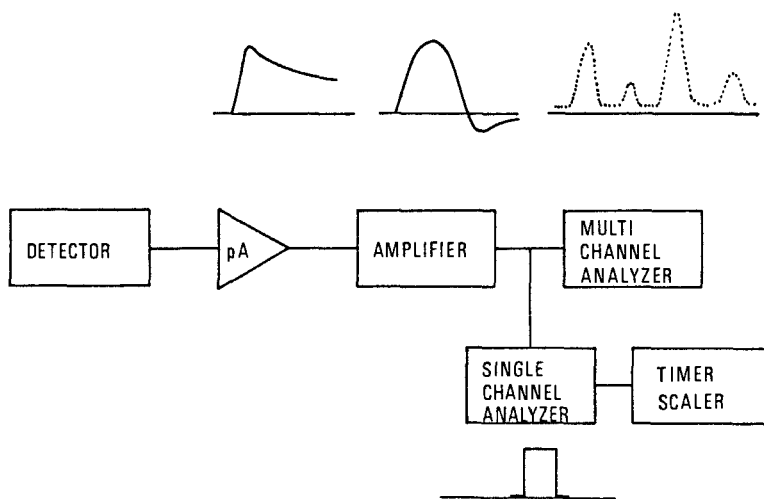 DETECTOR
pA
AMPLIFIER
MULTI
CHANNEL
ANALYZER
SINGLE
CHANNEL
ANALYZER
TIMER
SCALER